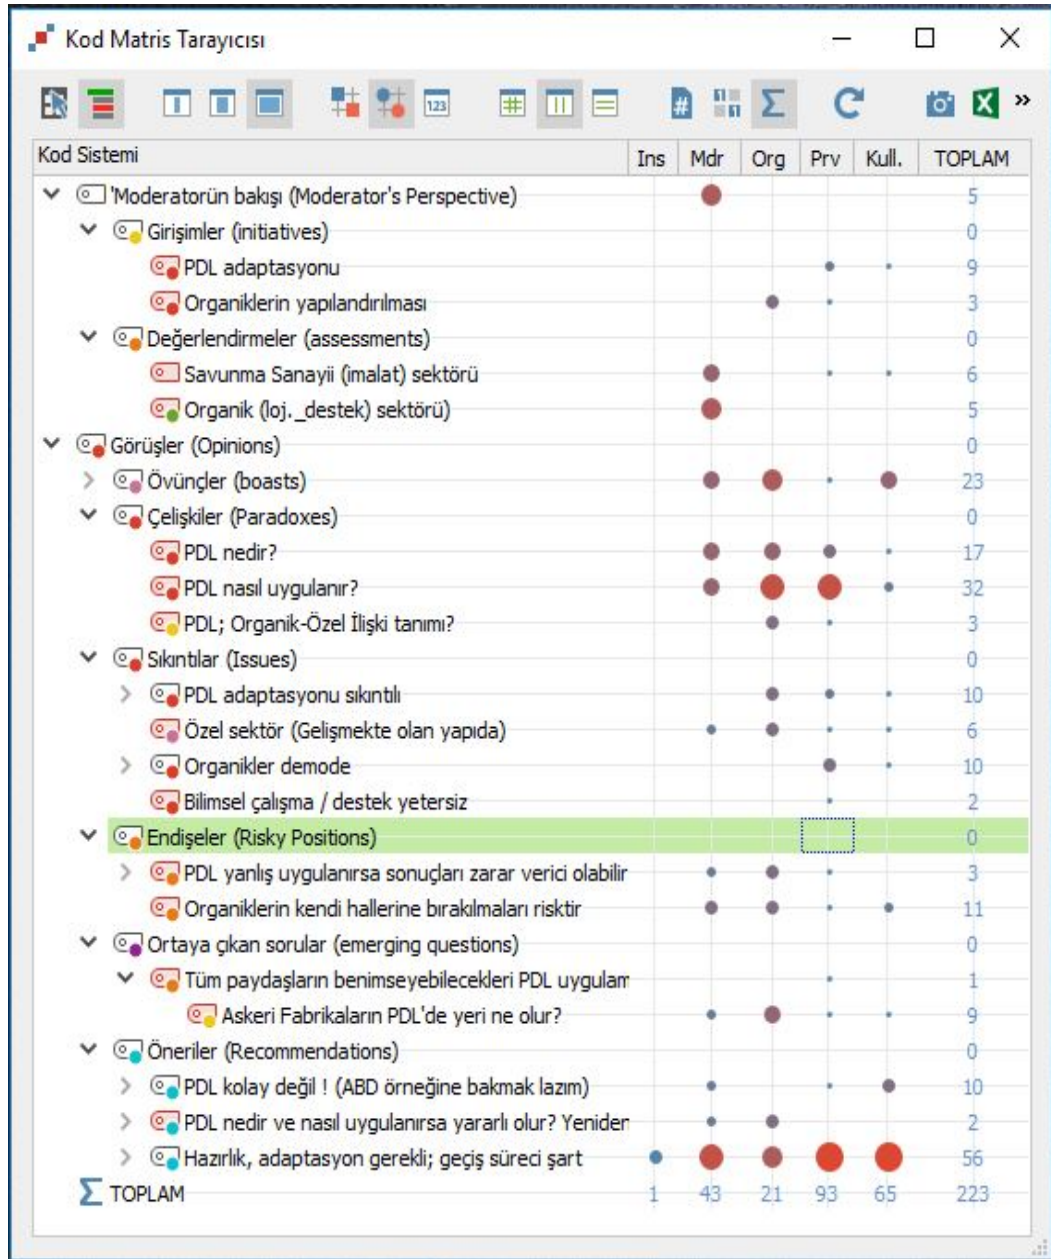 Kod Matris Tarayıcısı
123
Kod Sistemi Ins Mdr Org Prv Kull. TOPLAM
'Moderatorün bakışı (Moderator's Perspective) 5
Girişimler (initiatives) 0
PDL adaptasyonu 9
Organiklerin yapılandırılması 3
Değerlendirmeler (assessments) 0
Savunma Sanayii (imalat) sektörü 6
Organik (loj._destek) sektörü) 5
Görüşler (Opinions) 0
Övünçler (boasts) 23
Çelişkiler (Paradoxes) 0
PDL nedir? 17
PDL nasıl uygulanır? 32
PDL; Organik-Özel İlişki tanımı? 3
Sıkıntılar (Issues) 0
PDL adaptasyonu sıkıntılı 10
Özel sektör (Gelişmekte olan yapıda) 6
Organikler demode 10
Bilimsel çalışma / destek yetersiz 2
Endişeler (Risky Positions) 0
PDL yanlış uygulanırsa sonuçları zarar verici olabilir 3
Organiklerin kendi hallerine bırakılmaları risktir 11
Ortaya çıkan sorular (emerging questions) 0
Tüm paydaşların benimseyebilecekleri PDL uygulam 1
Askeri Fabrikaların PDL'de yeri ne olur? 9
Öneriler (Recommendations) 0
PDL kolay değil ! (ABD örneğine bakmak lazım) 10
PDL nedir ve nasıl uygulanırsa yararlı olur? Yeniden 2
Hazırlık, adaptasyon gerekli; geçiş süreci şart 56
Σ TOPLAM 1 43 21 93 65 223